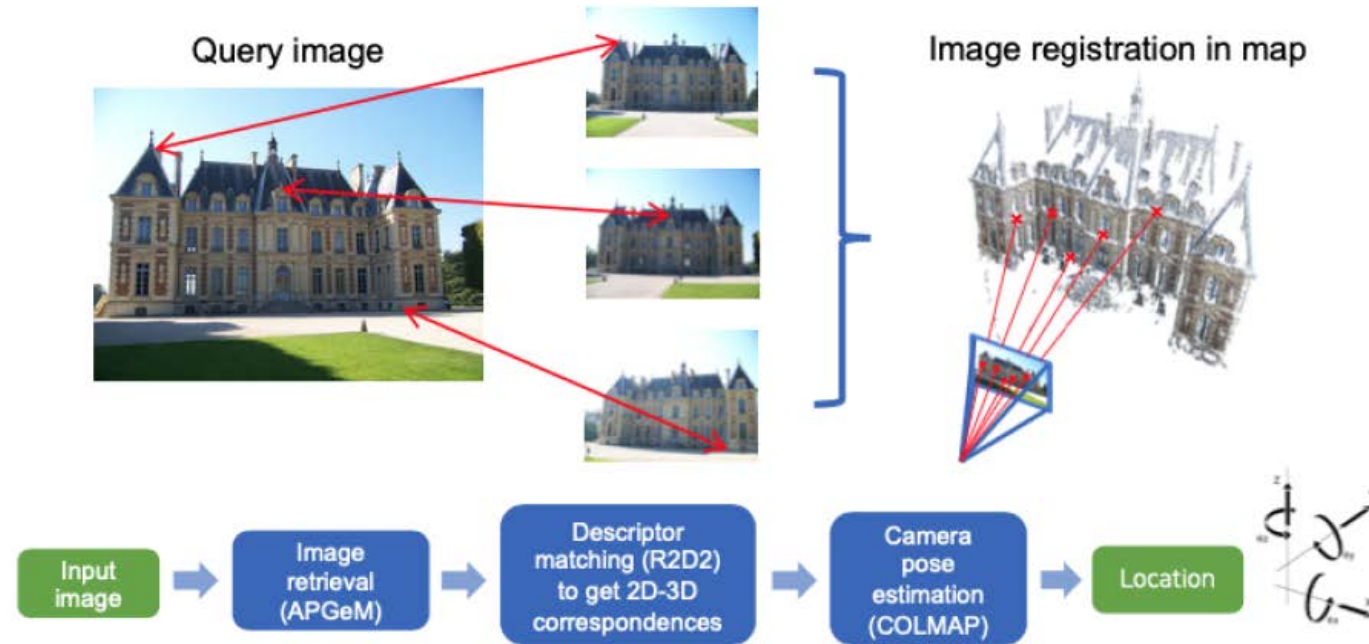 Query image
Image registration in map
Input
image
Image
retrieval
(APGeM)
Descriptor
matching (R2D2)
to get 2D-3D
correspondences
Camera
pose
estimation
(COLMAP)
Location
Z